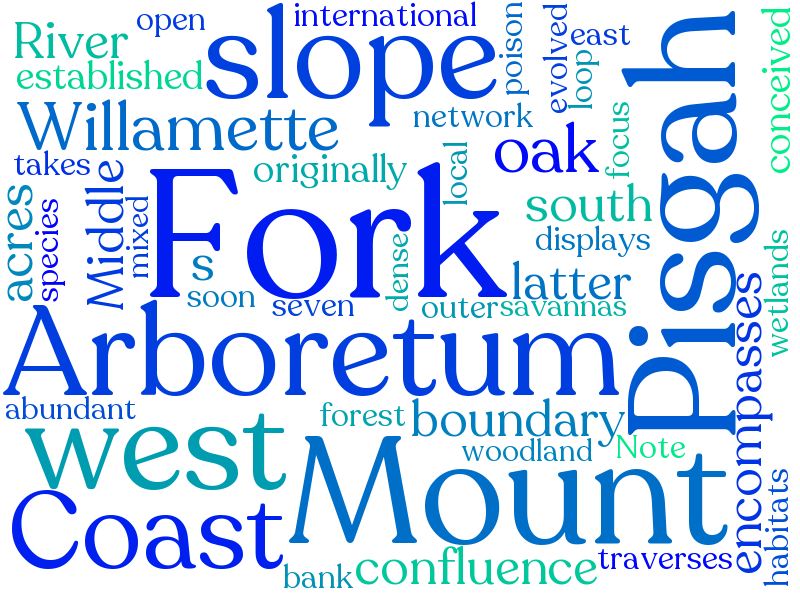 open
international
River
slope
poison
evolved
east
loop
Pisgah
conceived
established
Willamette
network
takes
originally
local
oak
focus
Fork
Middle
mixed
acres
species
s
soon
seven
dense
south
displays
latter
outer
savannas
wetlands
encompasses
Arboretum
abundant
forest
boundary
west
Mount
woodland
Note
Coast
habitats
bank
confluence
traverses